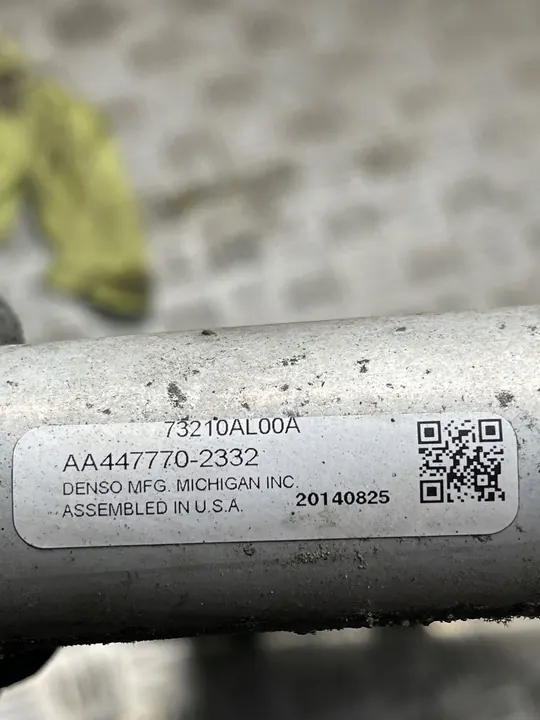 73210AL00A
AA447770-2332
DENSO MFG. MICHIGAN INC.
ASSEMBLED IN U.S.A.
20140825